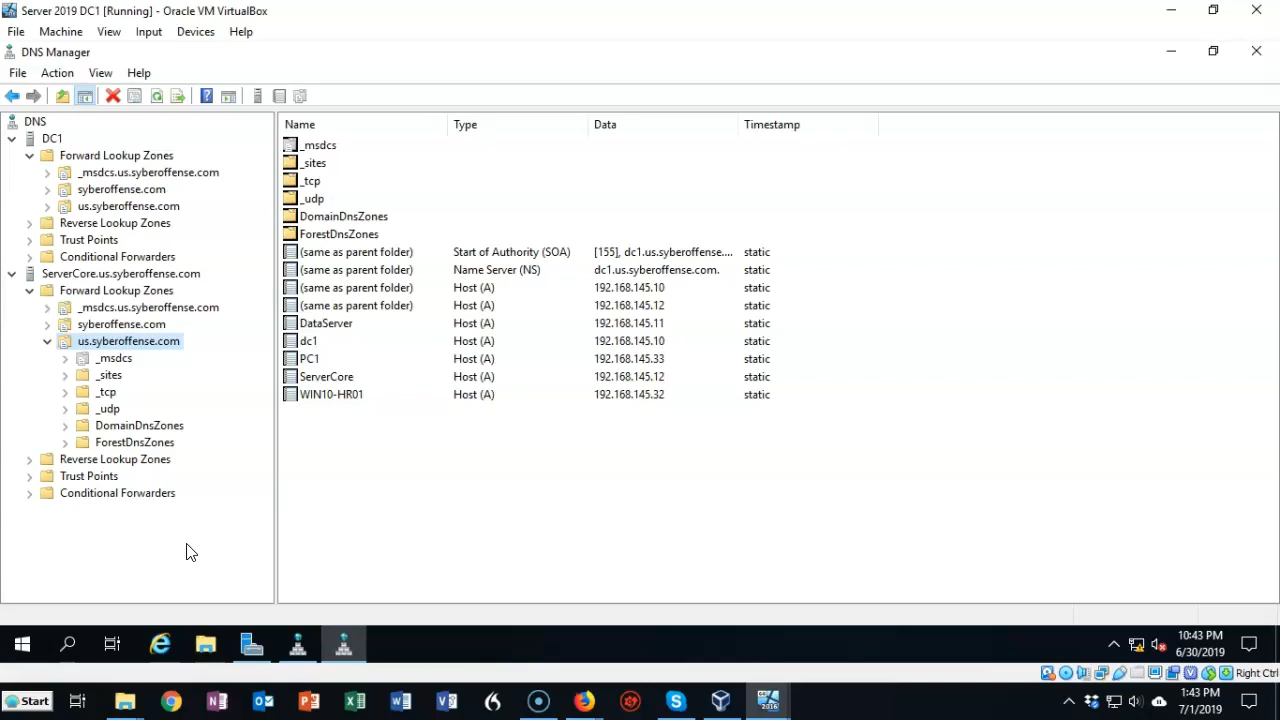 Server 2019 DC1 [Running] - Oracle VM VirtualBox
File Machine View Input Devices Help
DNS Manager
File Action View Help
DNS
DC1
Forward Lookup Zones
_msdcs.us.syberoffense.com
syberoffense.com
us.syberoffense.com
Reverse Lookup Zones
Trust Points
Conditional Forwarders
ServerCore.us.syberoffense.com
Forward Lookup Zones
_msdcs.us.syberoffense.com
syberoffense.com
us.syberoffense.com
_msdcs
_sites
_tcp
_udp
DomainDnsZones
ForestDnsZones
Reverse Lookup Zones
Trust Points
Conditional Forwarders
Name Type Data Timestamp
_msdcs
_sites
_tcp
_udp
DomainDnsZones
ForestDnsZones
(same as parent folder) Start of Authority (SOA) [155], dc1.us.syberoffense.... static
(same as parent folder) Name Server (NS) dc1.us.syberoffense.com. static
(same as parent folder) Host (A) 192.168.145.10 static
(same as parent folder) Host (A) 192.168.145.12 static
DataServer Host (A) 192.168.145.11 static
dc1 Host (A) 192.168.145.10 static
PC1 Host (A) 192.168.145.33 static
ServerCore Host (A) 192.168.145.12 static
WIN10-HR01 Host (A) 192.168.145.32 static
10:43 PM
6/30/2019
Right Ctrl
Start
1:43 PM
7/1/2019